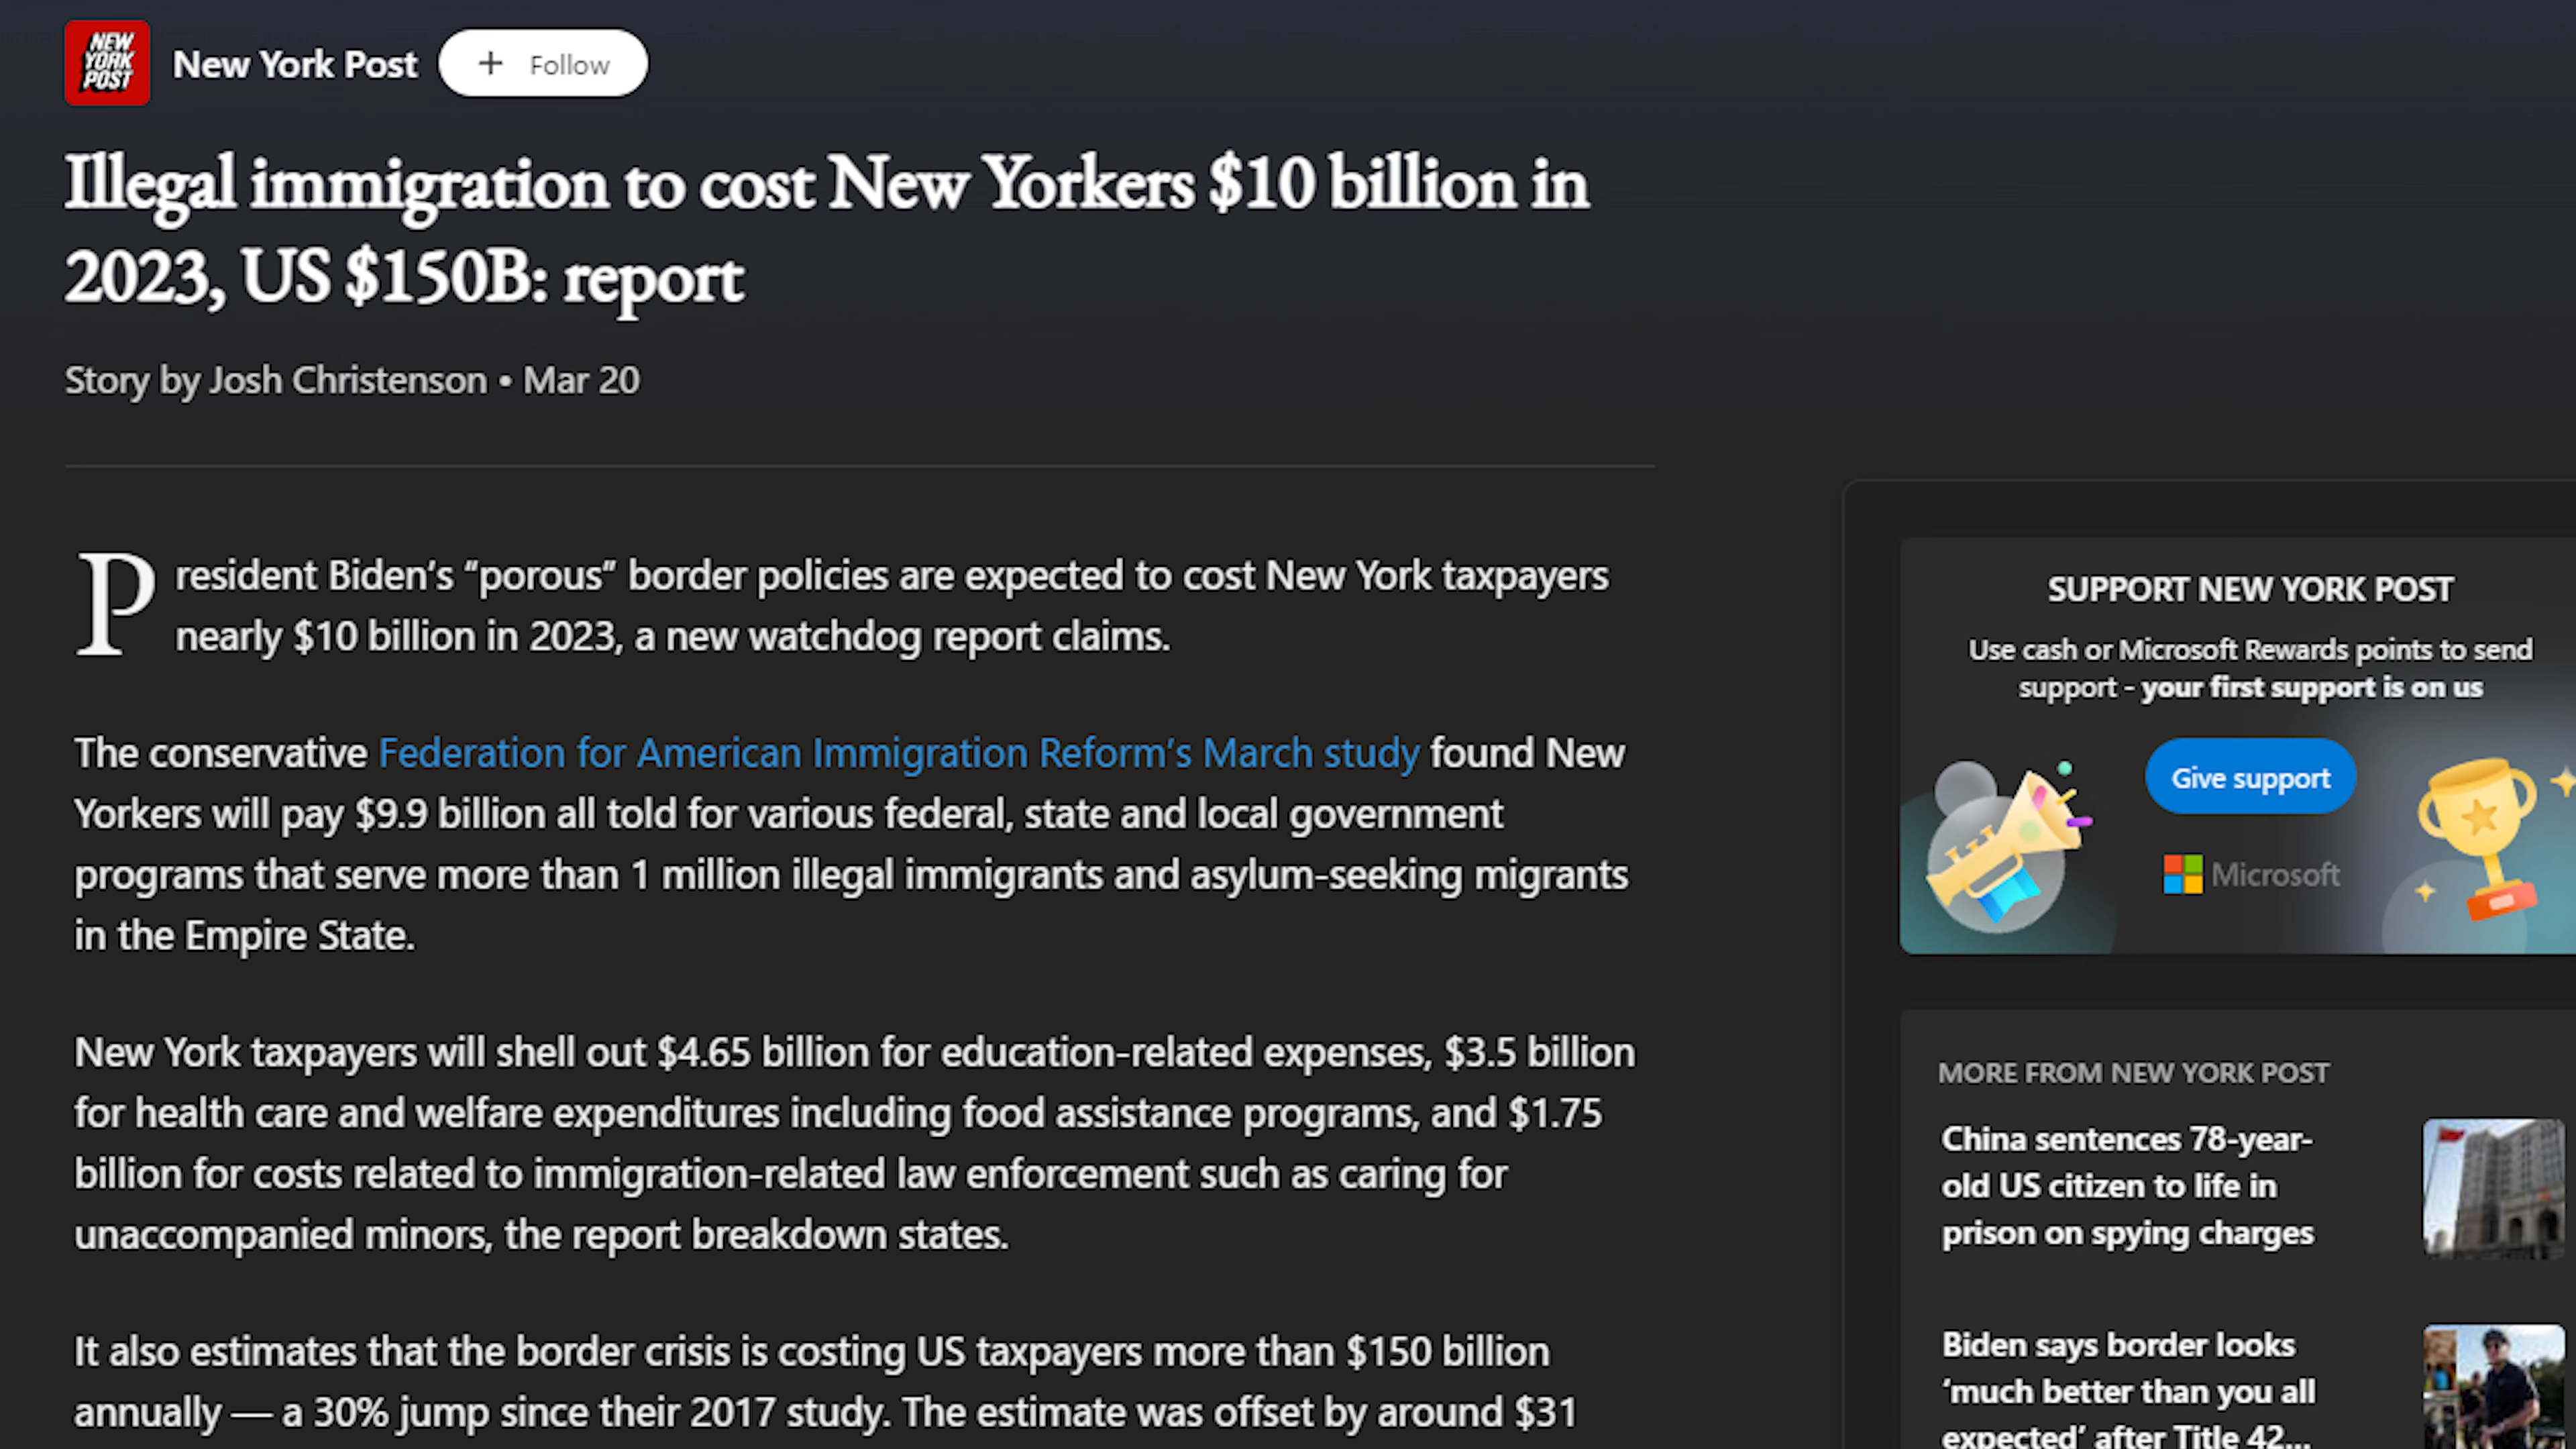 NEW
YORK
POST
New York Post
+ Follow
Illegal immigration to cost New Yorkers $10 billion in
2023, US $150B: report
Story by Josh Christenson • Mar 20
President Biden’s “porous” border policies are expected to cost New York taxpayers
nearly $10 billion in 2023, a new watchdog report claims.
The conservative Federation for American Immigration Reform’s March study found New
Yorkers will pay $9.9 billion all told for various federal, state and local government
programs that serve more than 1 million illegal immigrants and asylum-seeking migrants
in the Empire State.
New York taxpayers will shell out $4.65 billion for education-related expenses, $3.5 billion
for health care and welfare expenditures including food assistance programs, and $1.75
billion for costs related to immigration-related law enforcement such as caring for
unaccompanied minors, the report breakdown states.
It also estimates that the border crisis is costing US taxpayers more than $150 billion
annually — a 30% jump since their 2017 study. The estimate was offset by around $31
SUPPORT NEW YORK POST
Use cash or Microsoft Rewards points to send
support - your first support is on us
Give support
Microsoft
MORE FROM NEW YORK POST
China sentences 78-year-
old US citizen to life in
prison on spying charges
Biden says border looks
‘much better than you all
expected’ after Title 42...